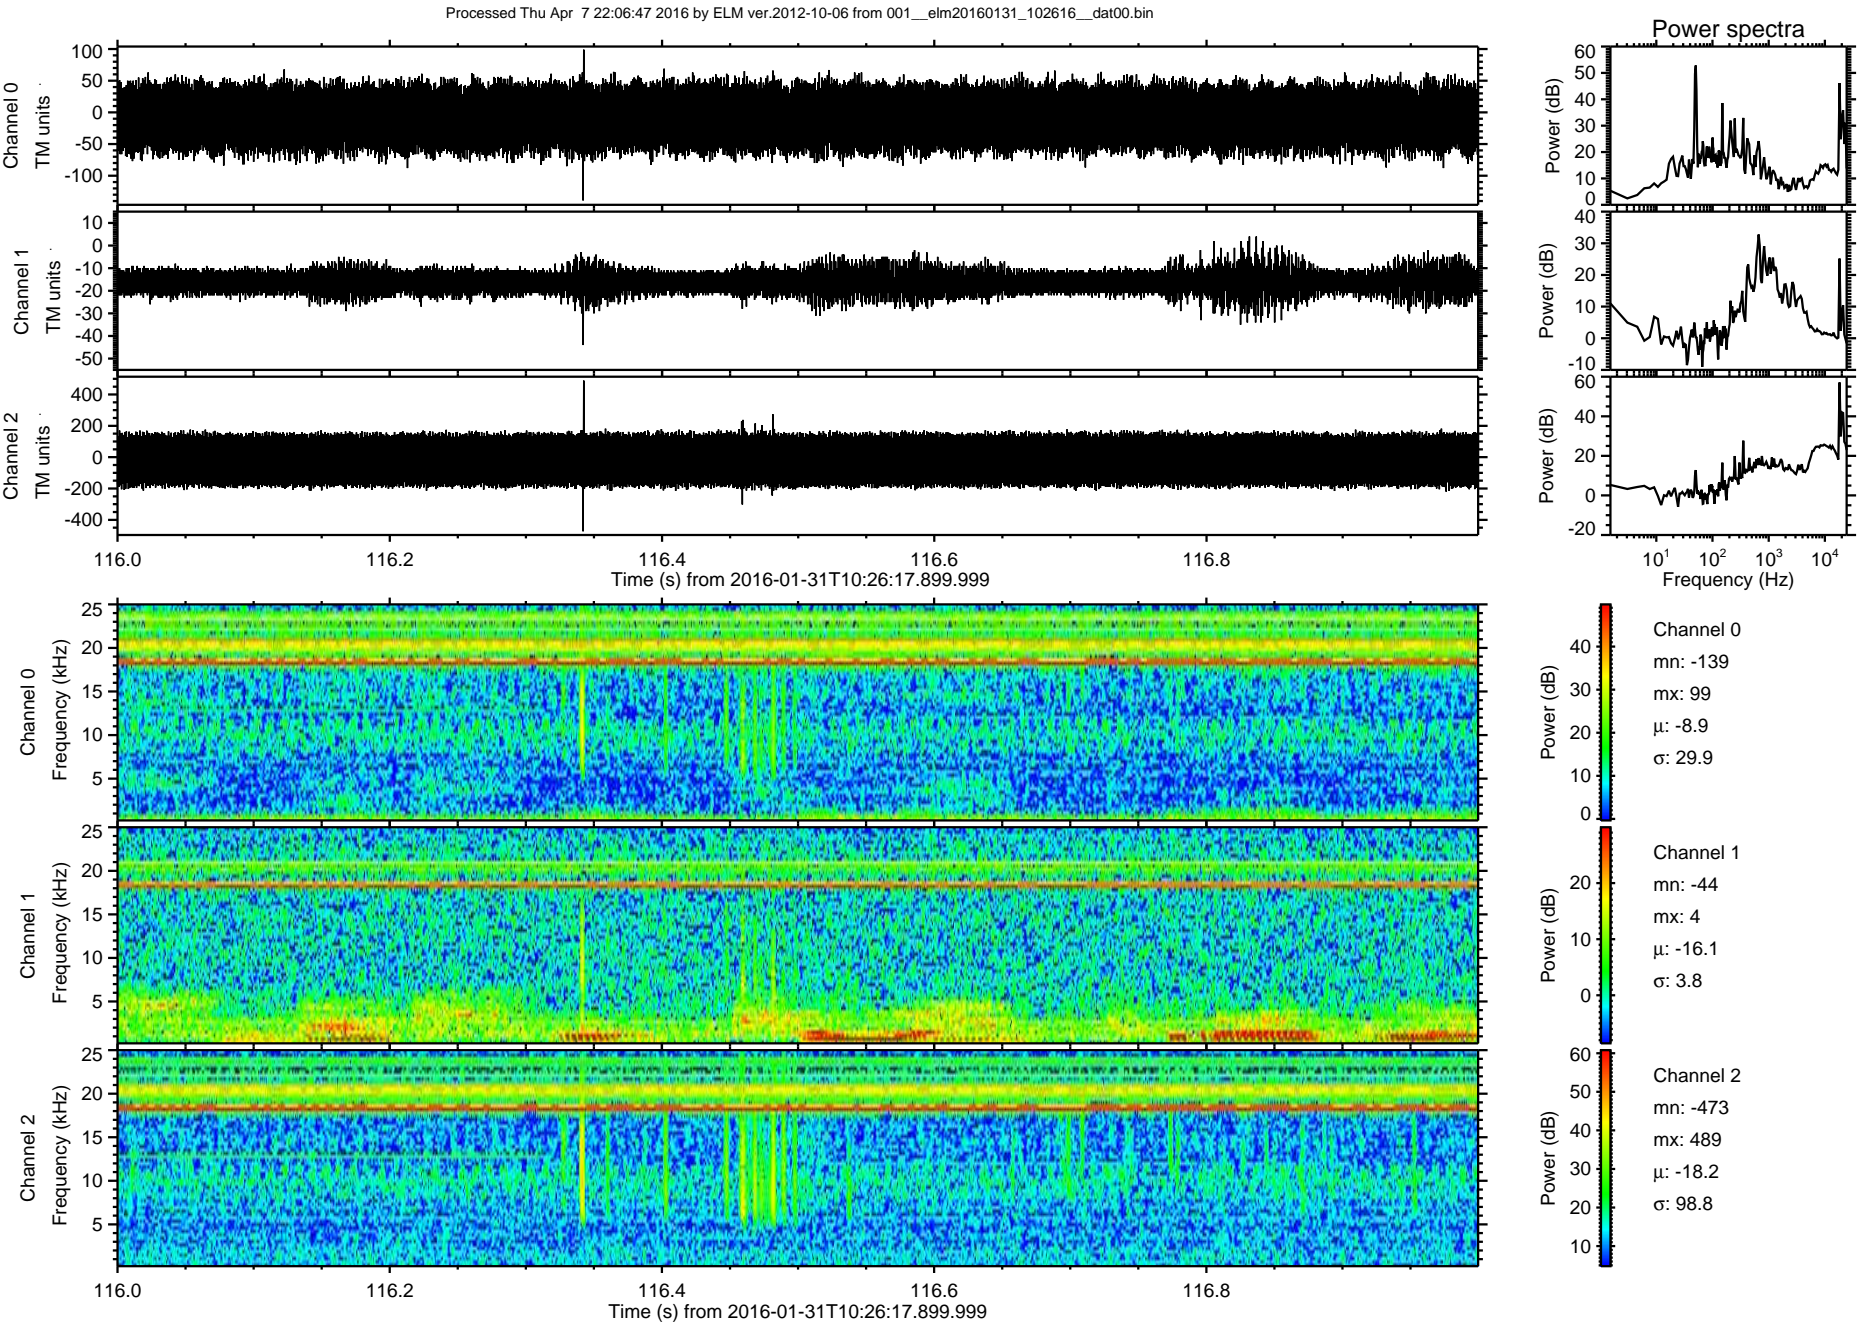 Processed Thu Apr  7 22:06:47 2016 by ELM ver.2012-10-06 from 001__elm20160131_102616__dat00.bin
Power spectra
Channel 0
TM units
100
50
0
-50
-100
Power (dB)
60
50
40
30
20
10
0
Channel 1
TM units
10
0
-10
-20
-30
-40
-50
Power (dB)
40
30
20
10
0
-10
Channel 2
TM units
400
200
0
-200
-400
Power (dB)
60
40
20
0
-20
116.0 116.2 116.4 116.6 116.8
Time (s) from 2016-01-31T10:26:17.899.999
10¹ 10² 10³ 10⁴
Frequency (Hz)
Channel 0
Frequency (kHz)
25
20
15
10
5
Power (dB)
40
30
20
10
0
Channel 0
mn: -139
mx: 99
μ: -8.9
σ: 29.9
Channel 1
Frequency (kHz)
25
20
15
10
5
Power (dB)
20
10
0
Channel 1
mn: -44
mx: 4
μ: -16.1
σ: 3.8
Channel 2
Frequency (kHz)
25
20
15
10
5
Power (dB)
60
50
40
30
20
10
Channel 2
mn: -473
mx: 489
μ: -18.2
σ: 98.8
116.0 116.2 116.4 116.6 116.8
Time (s) from 2016-01-31T10:26:17.899.999